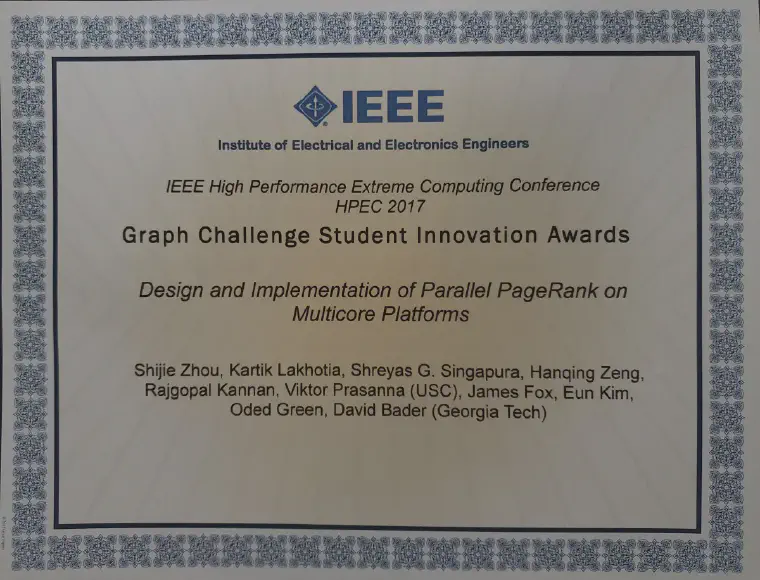 IEEE
Institute of Electrical and Electronics Engineers
IEEE High Performance Extreme Computing Conference
HPEC 2017
Graph Challenge Student Innovation Awards
Design and Implementation of Parallel PageRank on
Multicore Platforms
Shijie Zhou, Kartik Lakhotia, Shreyas G. Singapura, Hanqing Zeng,
Rajgopal Kannan, Viktor Prasanna (USC), James Fox, Eun Kim,
Oded Green, David Bader (Georgia Tech)